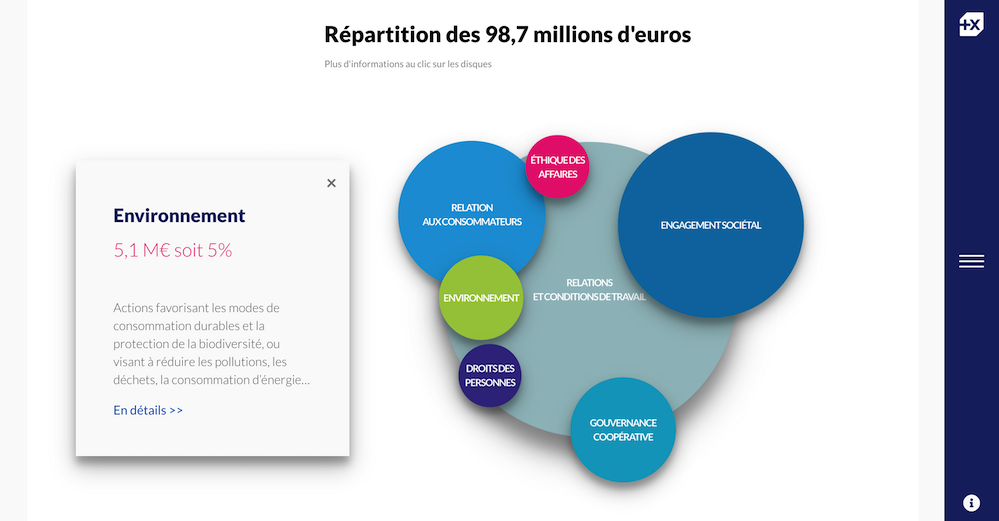 Répartition des 98,7 millions d'euros
Plus d'informations au clic sur les disques
+x
×
Environnement
5,1 M€ soit 5%
Actions favorisant les modes de
consommation durables et la
protection de la biodiversité, ou
visant à réduire les pollutions, les
déchets, la consommation d'énergie...
En détails >>
ÉTHIQUE DES
AFFAIRES
RELATION
AUX CONSOMMATEURS
ENGAGEMENT SOCIÉTAL
RELATIONS
ET CONDITIONS DE TRAVAIL
ENVIRONNEMENT
DROITS DES
PERSONNES
GOUVERNANCE
COOPÉRATIVE
i